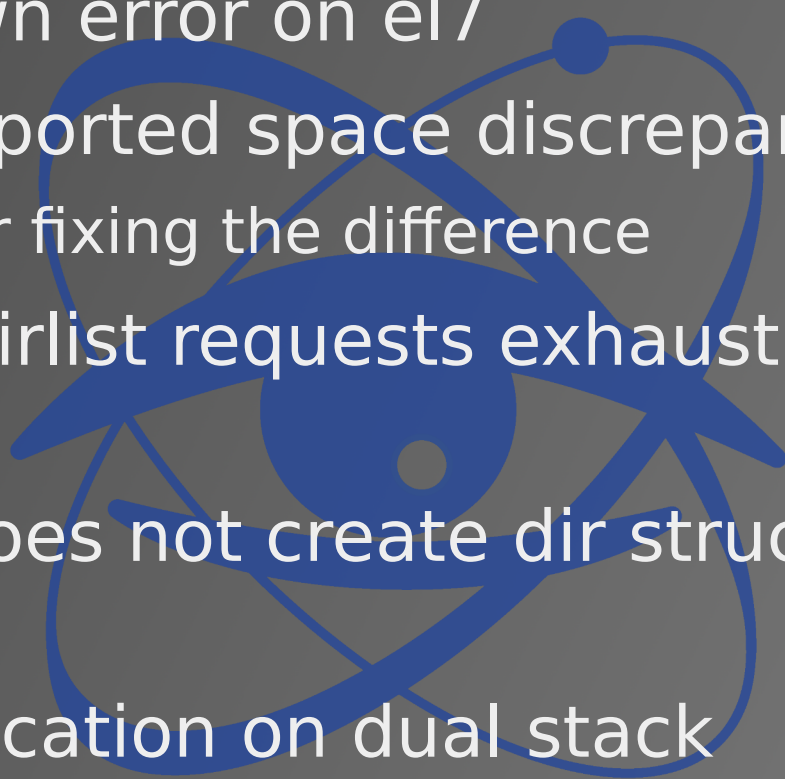 wn error on el7
ported space discrepan
r fixing the difference
irlist requests exhaust
oes not create dir struc
cation on dual stack